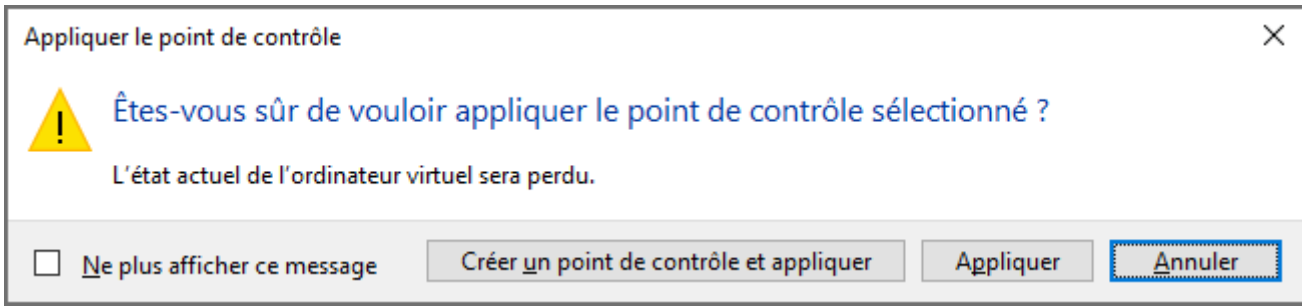 Appliquer le point de contrôle
Êtes-vous sûr de vouloir appliquer le point de contrôle sélectionné ?
L’état actuel de l’ordinateur virtuel sera perdu.
Ne plus afficher ce message
Créer un point de contrôle et appliquer
Appliquer
Annuler